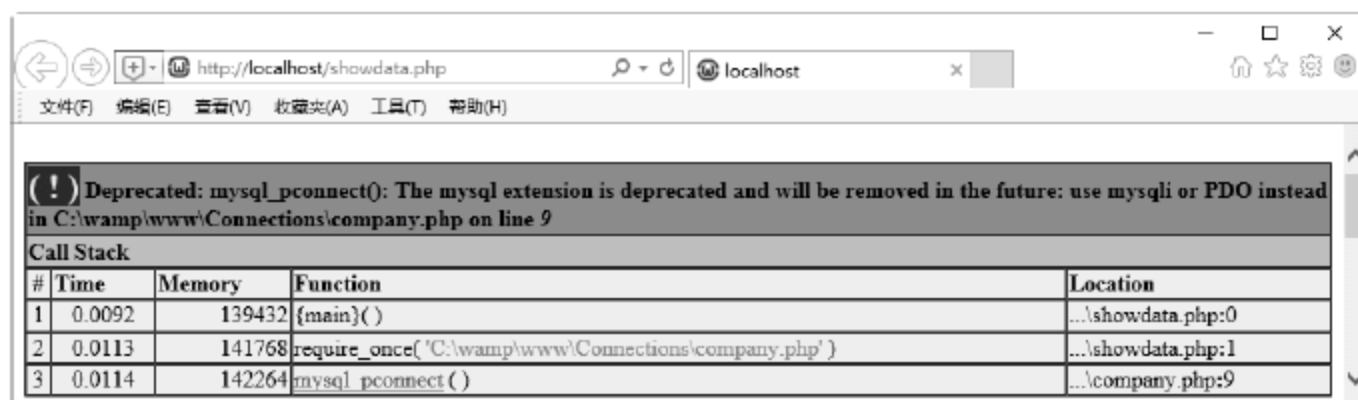 http://localhost/showdata.php localhost
文件(F) 编辑(E) 查看(V) 收藏夹(A) 工具(T) 帮助(H)
( ! ) Deprecated: mysql_pconnect(): The mysql extension is deprecated and will be removed in the future: use mysqli or PDO instead
in C:\wamp\www\Connections\company.php on line 9
Call Stack
# Time Memory Function Location
1 0.0092 139432 {main}( ) ...\showdata.php:0
2 0.0113 141768 require_once( 'C:\wamp\www\Connections\company.php' ) ...\showdata.php:1
3 0.0114 142264 mysql_pconnect ( ) ...\company.php:9